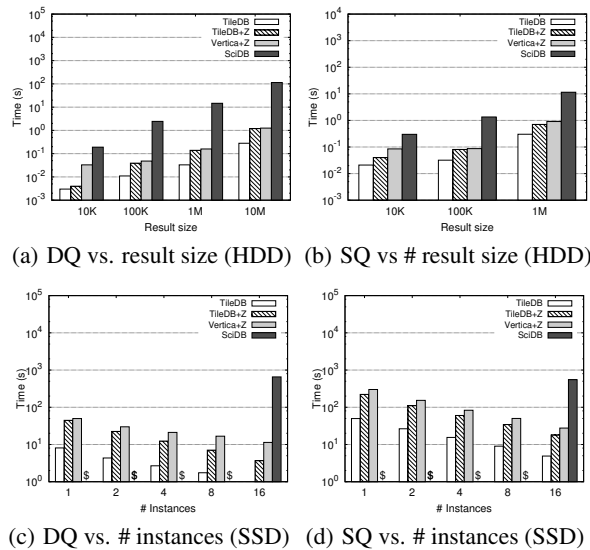 10^5
10^4
10^3
10^2
10^1
10^0
10^-1
10^-2
10^-3
Time (s)
TileDB
TileDB+Z
Vertica+Z
SciDB
10K 100K 1M 10M
Result size
(a) DQ vs. result size (HDD)
10^5
10^4
10^3
10^2
10^1
10^0
10^-1
10^-2
10^-3
Time (s)
TileDB
TileDB+Z
Vertica+Z
SciDB
10K 100K 1M
Result size
(b) SQ vs # result size (HDD)
10^5
10^4
10^3
10^2
10^1
10^0
Time (s)
TileDB
TileDB+Z
Vertica+Z
SciDB
$ $ $ $
1 2 4 8 16
# Instances
(c) DQ vs. # instances (SSD)
10^5
10^4
10^3
10^2
10^1
10^0
Time (s)
TileDB
TileDB+Z
Vertica+Z
SciDB
$ $ $ $
1 2 4 8 16
# Instances
(d) SQ vs. # instances (SSD)